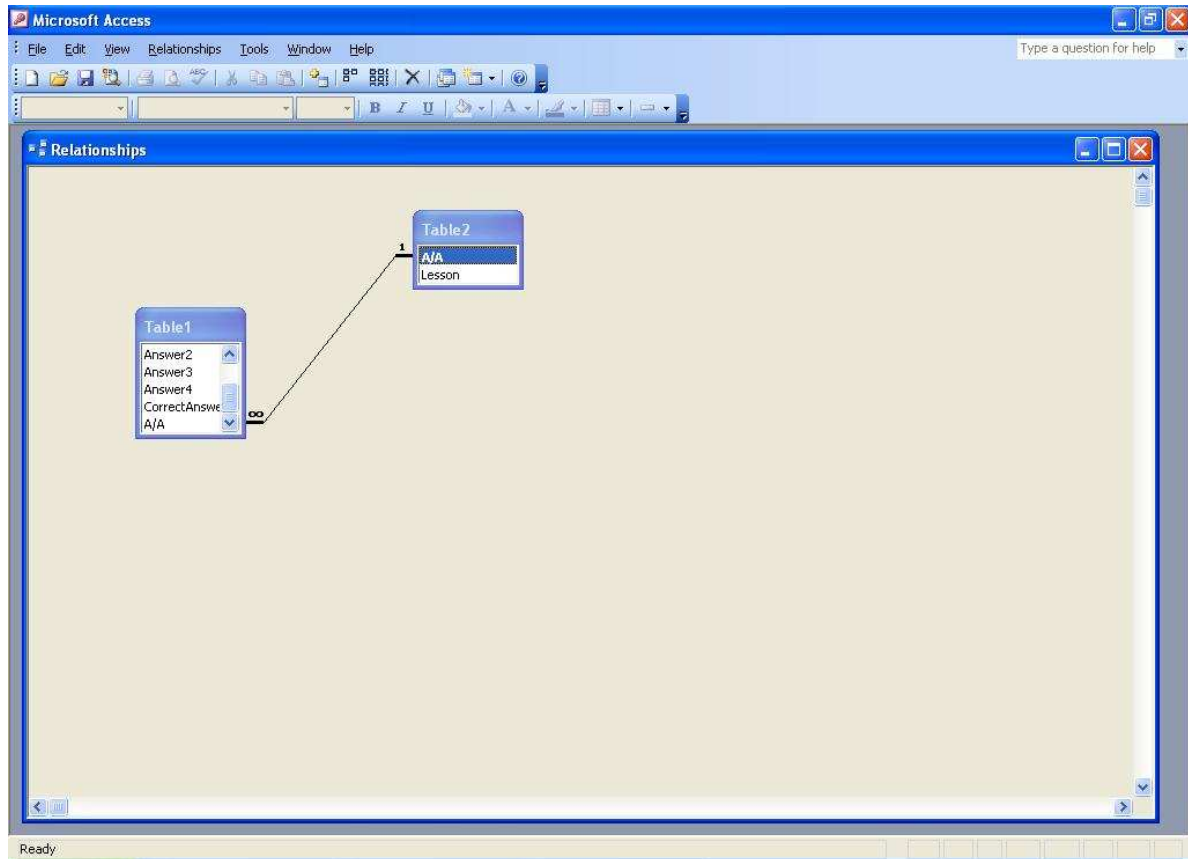 Microsoft Access
File Edit View Relationships Tools Window Help
Type a question for help
ABC
B I U A
Relationships
Table2
1
A/A
Lesson
Table1
Answer2
Answer3
Answer4
CorrectAnswe
A/A
∞
Ready